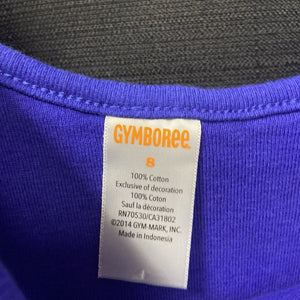 GYMBOREE
8
100% Cotton
Exclusive of decoration
100% Coton
Sauf la décoration
RN70530/CA31802
©2014 GYM-MARK, INC.
Made in Indonesia